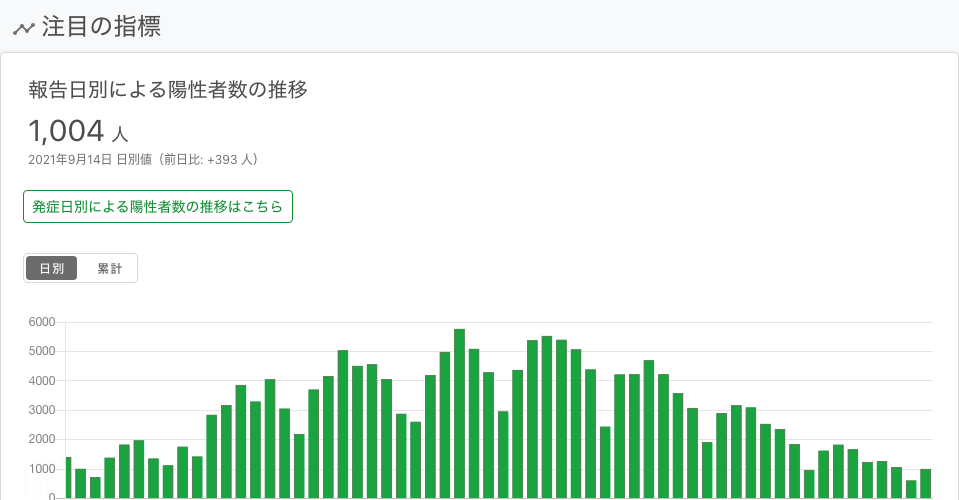 注目の指標
報告日別による陽性者数の推移
1,004 人
2021年9月14日 日別値（前日比: +393 人）
発症日別による陽性者数の推移はこちら
日別 累計
6000
5000
4000
3000
2000
1000
0